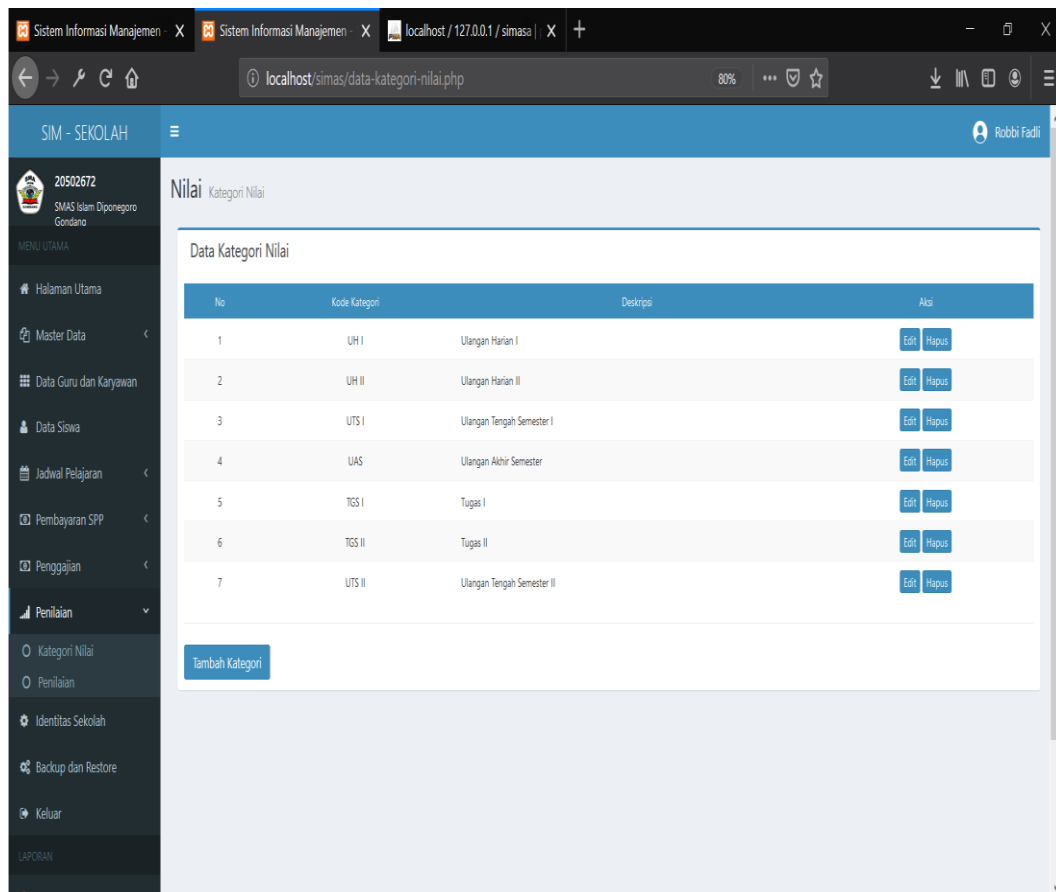 Sistem Informasi Manajemen - X Sistem Informasi Manajemen - X localhost / 127.0.0.1 / simasa | X +
localhost/simas/data-kategori-nilai.php 80%
SIM - SEKOLAH
Robbi Fadli
20502672
SMAS Islam Diponegoro
Gondang
MENU UTAMA
Halaman Utama
Master Data
Data Guru dan Karyawan
Data Siswa
Jadwal Pelajaran
Pembayaran SPP
Penggajian
Penilaian
Kategori Nilai
Penilaian
Identitas Sekolah
Backup dan Restore
Keluar
LAPORAN
Nilai Kategori Nilai
Data Kategori Nilai
No Kode Kategori Deskripsi Aksi
1 UH I Ulangan Harian I Edit Hapus
2 UH II Ulangan Harian II Edit Hapus
3 UTS I Ulangan Tengah Semester I Edit Hapus
4 UAS Ulangan Akhir Semester Edit Hapus
5 TGS I Tugas I Edit Hapus
6 TGS II Tugas II Edit Hapus
7 UTS II Ulangan Tengah Semester II Edit Hapus
Tambah Kategori